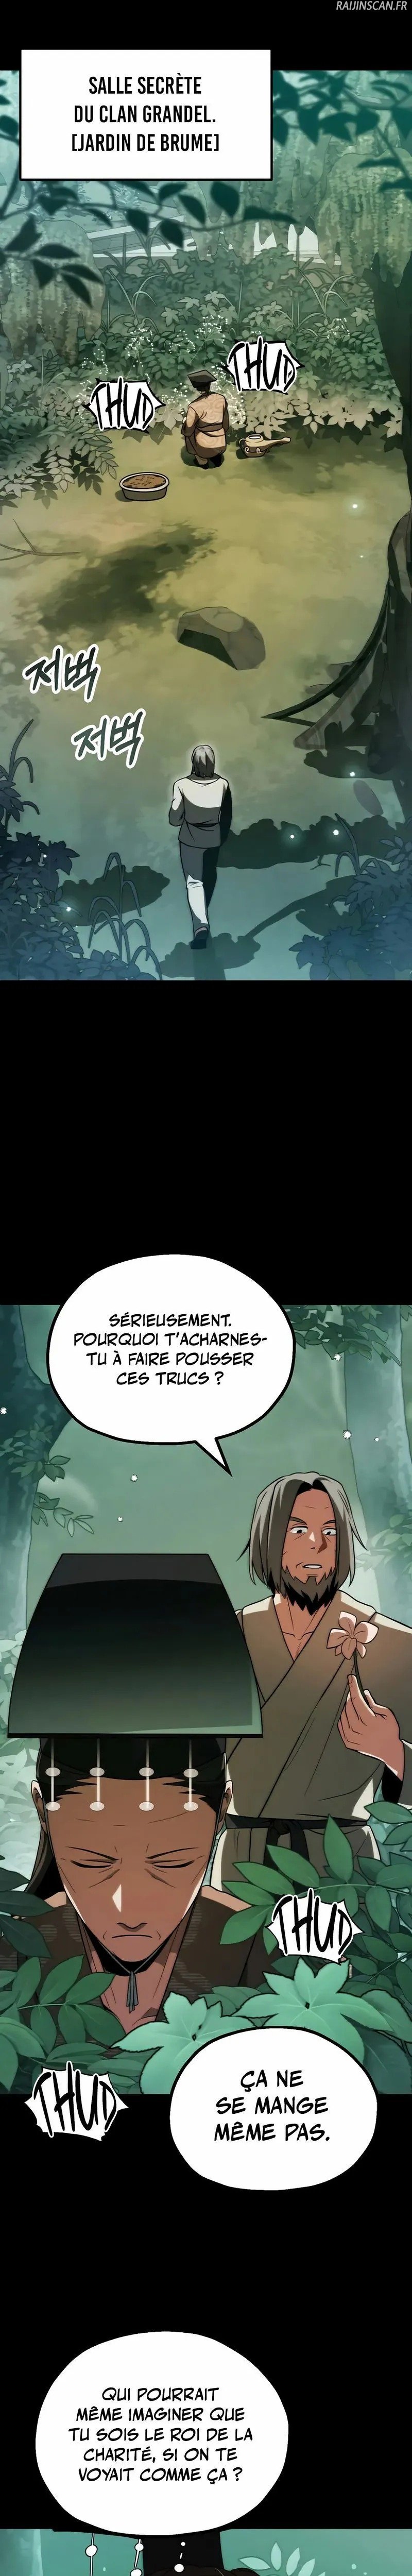 RAIJINSCAN.FR
SALLE SECRÈTE
DU CLAN GRANDEL.
[JARDIN DE BRUME]
THUD
THUD
저벅
저벅
SÉRIEUSEMENT.
POURQUOI T'ACHARNES-
TU À FAIRE POUSSER
CES TRUCS ?
THUD
THUD
ÇA NE
SE MANGE
MÊME PAS.
QUI POURRAIT
MÊME IMAGINER QUE
TU SOIS LE ROI DE LA
CHARITÉ, SI ON TE
VOYAIT COMME ÇA ?